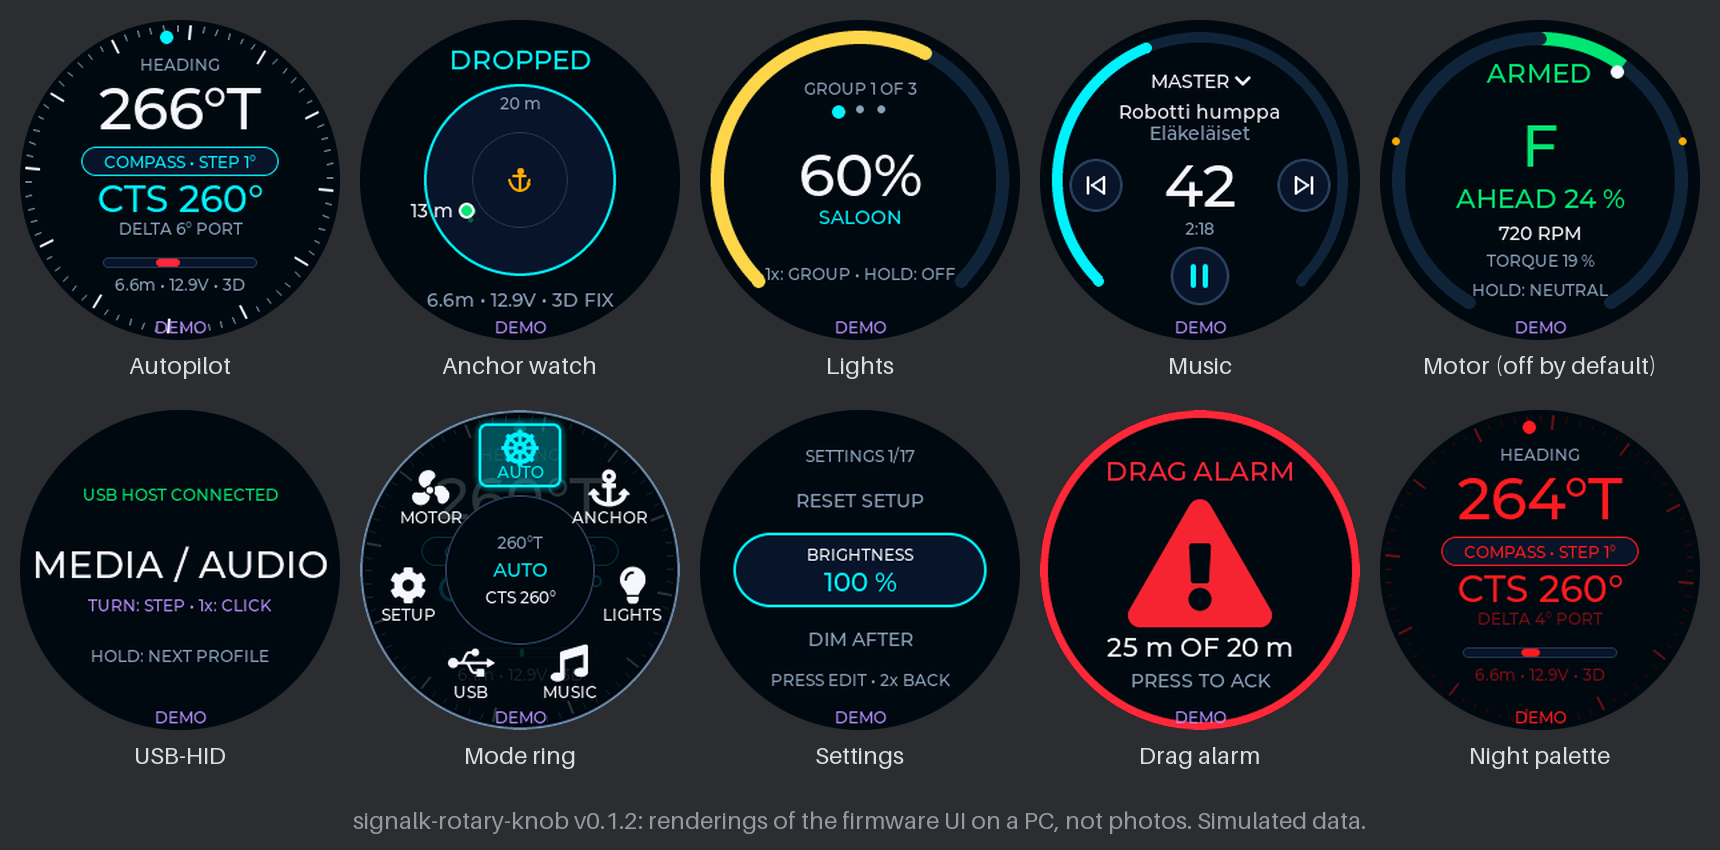 HEADING
266°T
COMPASS • STEP 1°
CTS 260°
DELTA 6° PORT
6.6m • 12.9V • 3D
DEMO
Autopilot
DROPPED
20 m
13 m
6.6m • 12.9V • 3D FIX
DEMO
Anchor watch
GROUP 1 OF 3
60%
SALOON
1x: GROUP • HOLD: OFF
DEMO
Lights
MASTER
Robotti humppa
Eläkeläiset
42
2:18
DEMO
Music
ARMED
F
AHEAD 24 %
720 RPM
TORQUE 19 %
HOLD: NEUTRAL
DEMO
Motor (off by default)
USB HOST CONNECTED
MEDIA / AUDIO
TURN: STEP • 1x: CLICK
HOLD: NEXT PROFILE
DEMO
USB-HID
AUTO
MOTOR
ANCHOR
260°T
AUTO
CTS 260°
SETUP
LIGHTS
USB
MUSIC
DEMO
Mode ring
SETTINGS 1/17
RESET SETUP
BRIGHTNESS
100 %
DIM AFTER
PRESS EDIT • 2x BACK
DEMO
Settings
DRAG ALARM
25 m OF 20 m
PRESS TO ACK
DEMO
Drag alarm
HEADING
264°T
COMPASS • STEP 1°
CTS 260°
DELTA 4° PORT
6.6m • 12.9V • 3D
DEMO
Night palette
signalk-rotary-knob v0.1.2: renderings of the firmware UI on a PC, not photos. Simulated data.